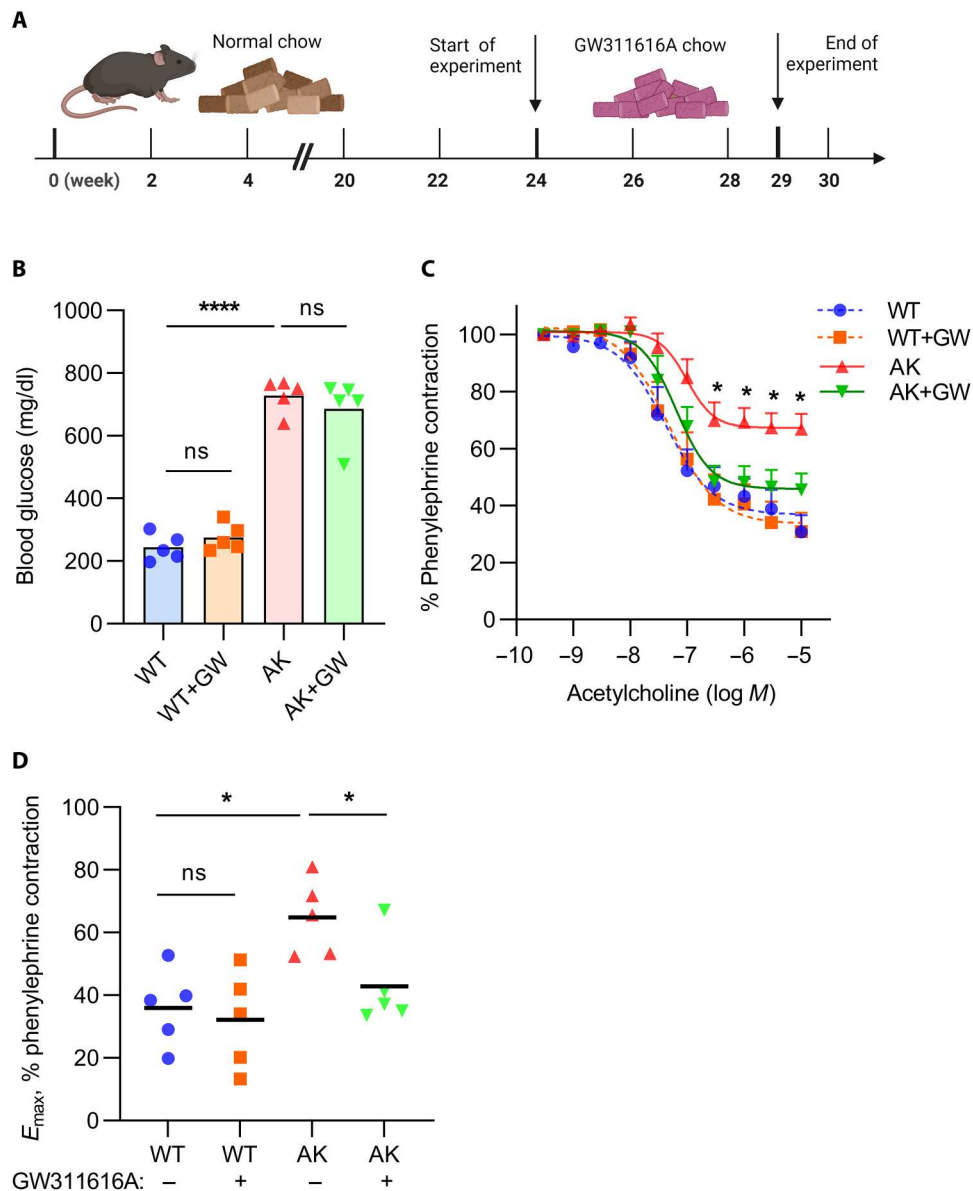 A
Normal chow
Start of
experiment
GW311616A chow
End of
experiment
0 (week) 2 4 20 22 24 26 28 29 30
B
Blood glucose (mg/dl)
1000
800
600
400
200
0
****
ns
ns
WT WT+GW AK AK+GW
C
% Phenylephrine contraction
100
80
60
40
20
0
* * * *
–10 –9 –8 –7 –6 –5
Acetylcholine (log M)
WT
WT+GW
AK
AK+GW
D
Emax, % phenylephrine contraction
100
80
60
40
20
0
* *
ns
WT WT AK AK
GW311616A: – + – +